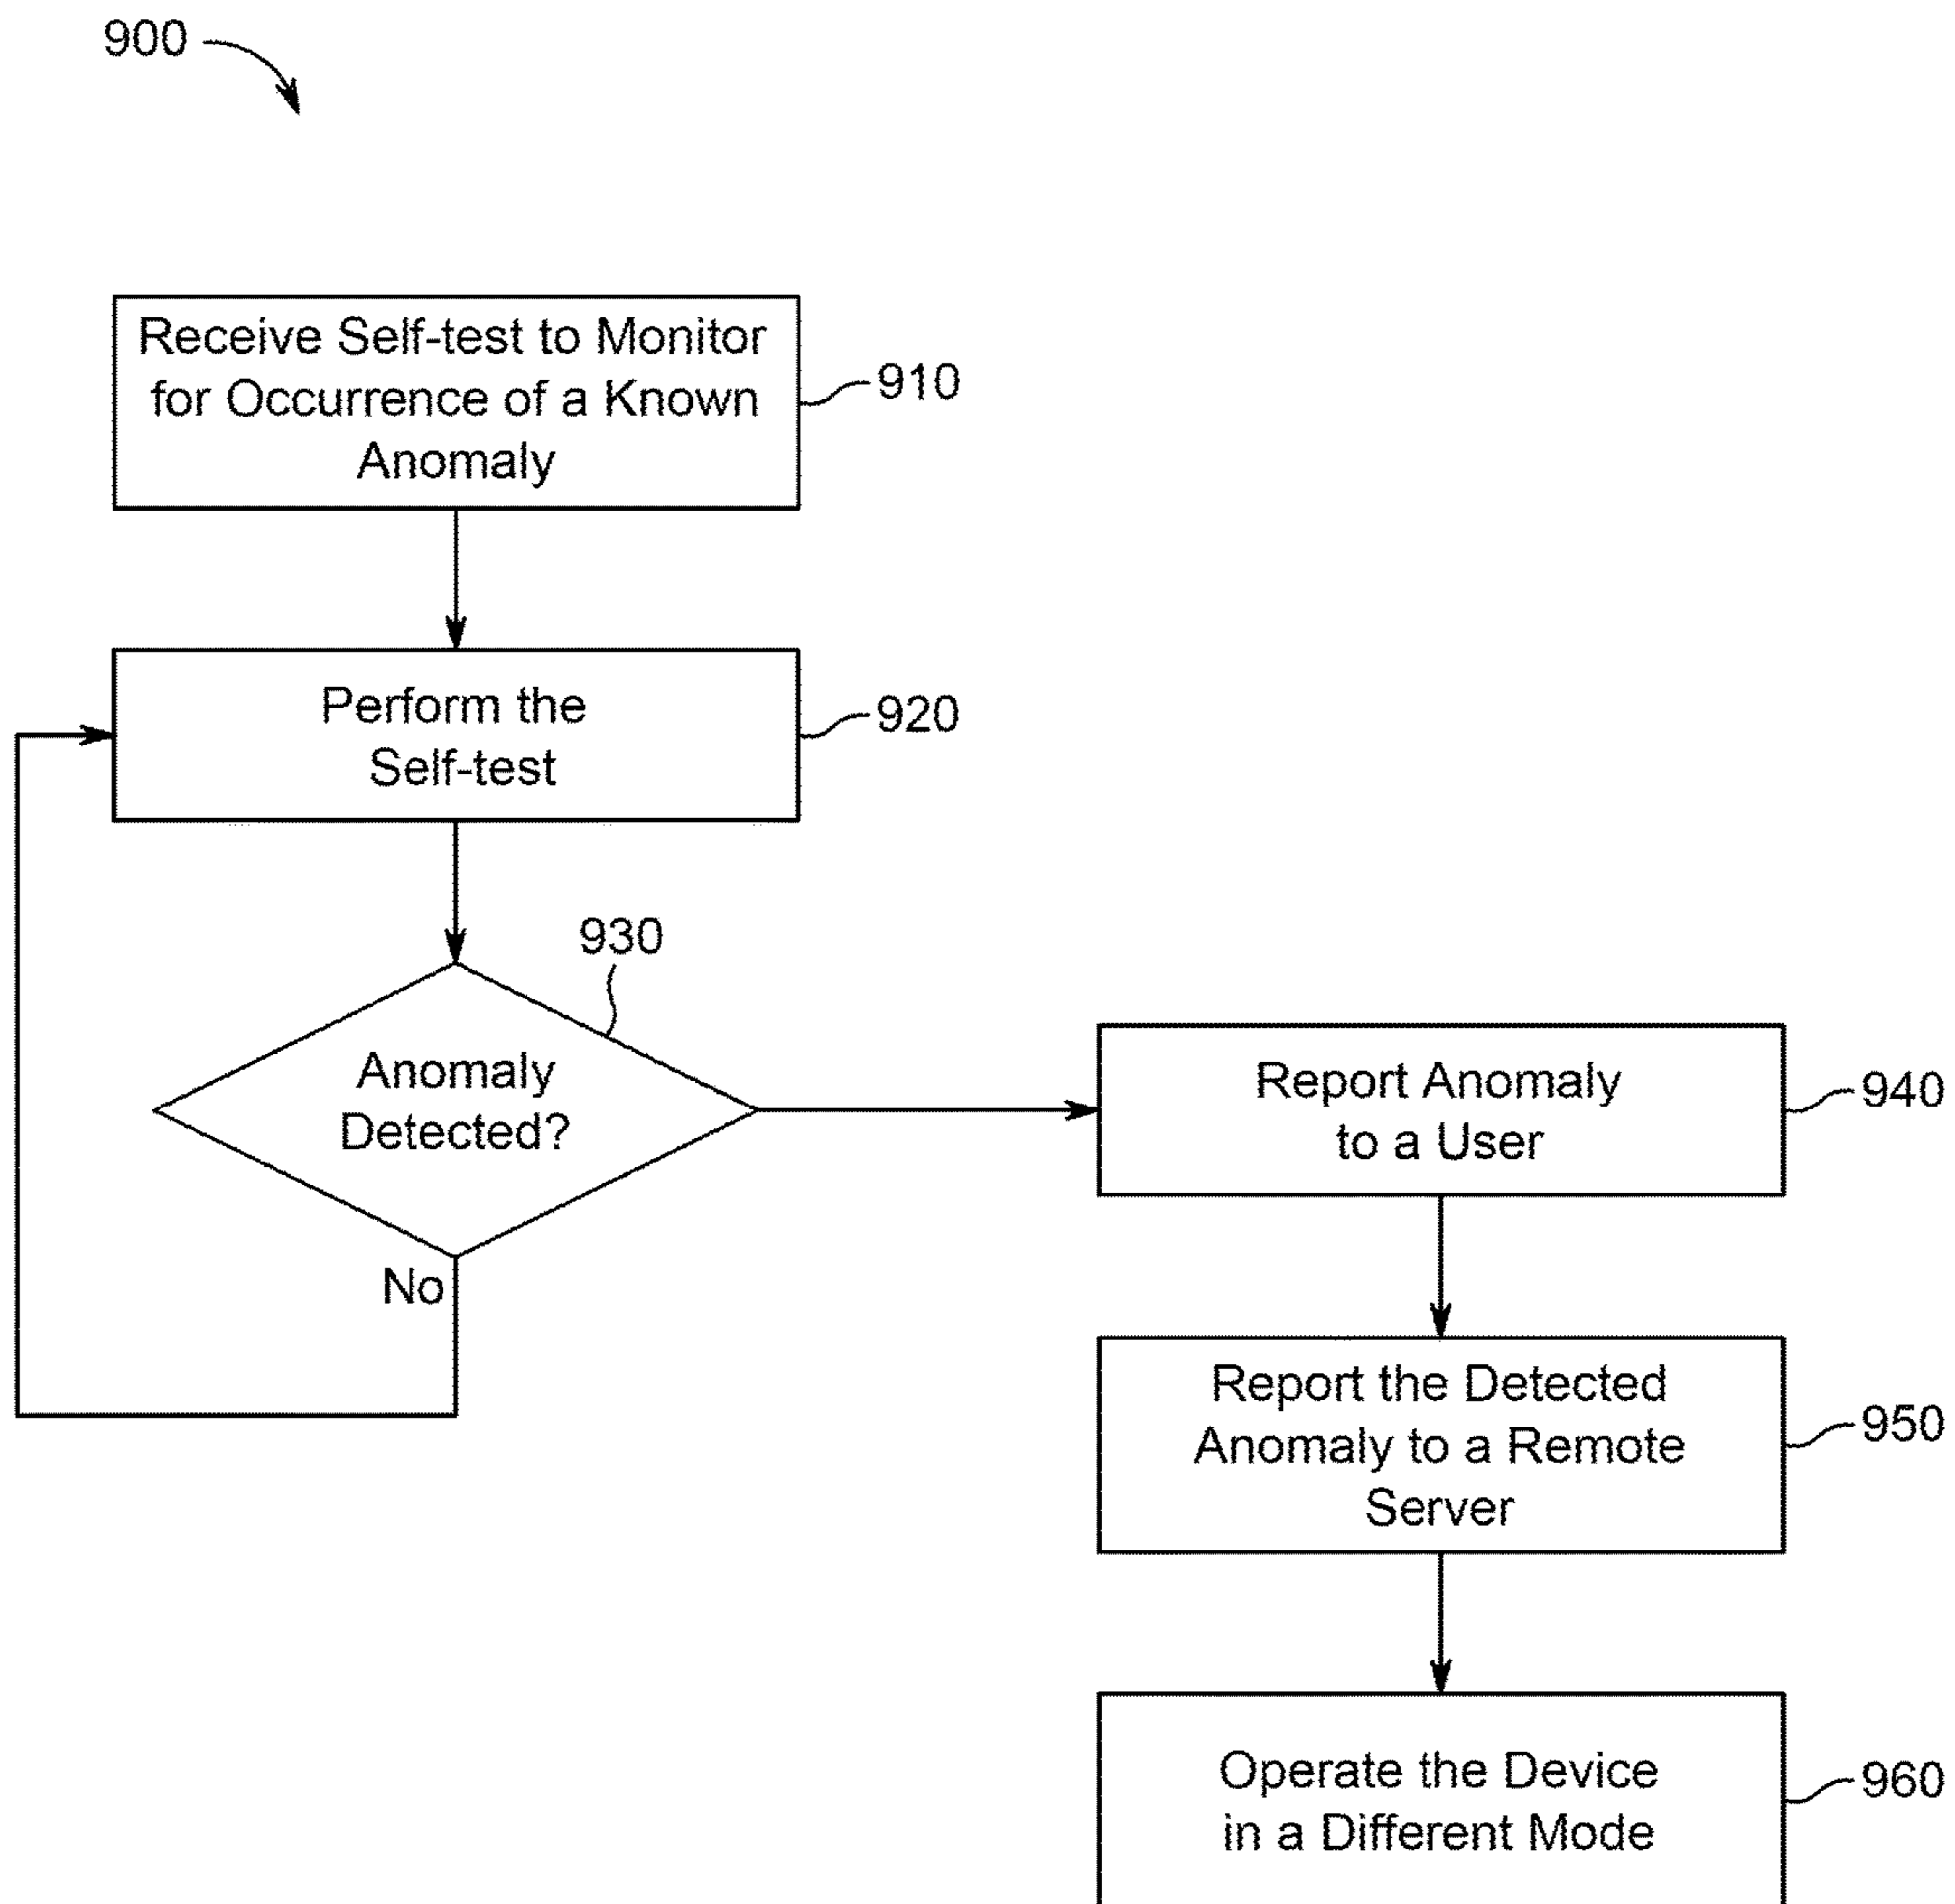 900
Receive Self-test to Monitor
for Occurrence of a Known
Anomaly
910
Perform the
Self-test
920
930
Anomaly
Detected?
No
Report Anomaly
to a User
940
Report the Detected
Anomaly to a Remote
Server
950
Operate the Device
in a Different Mode
960